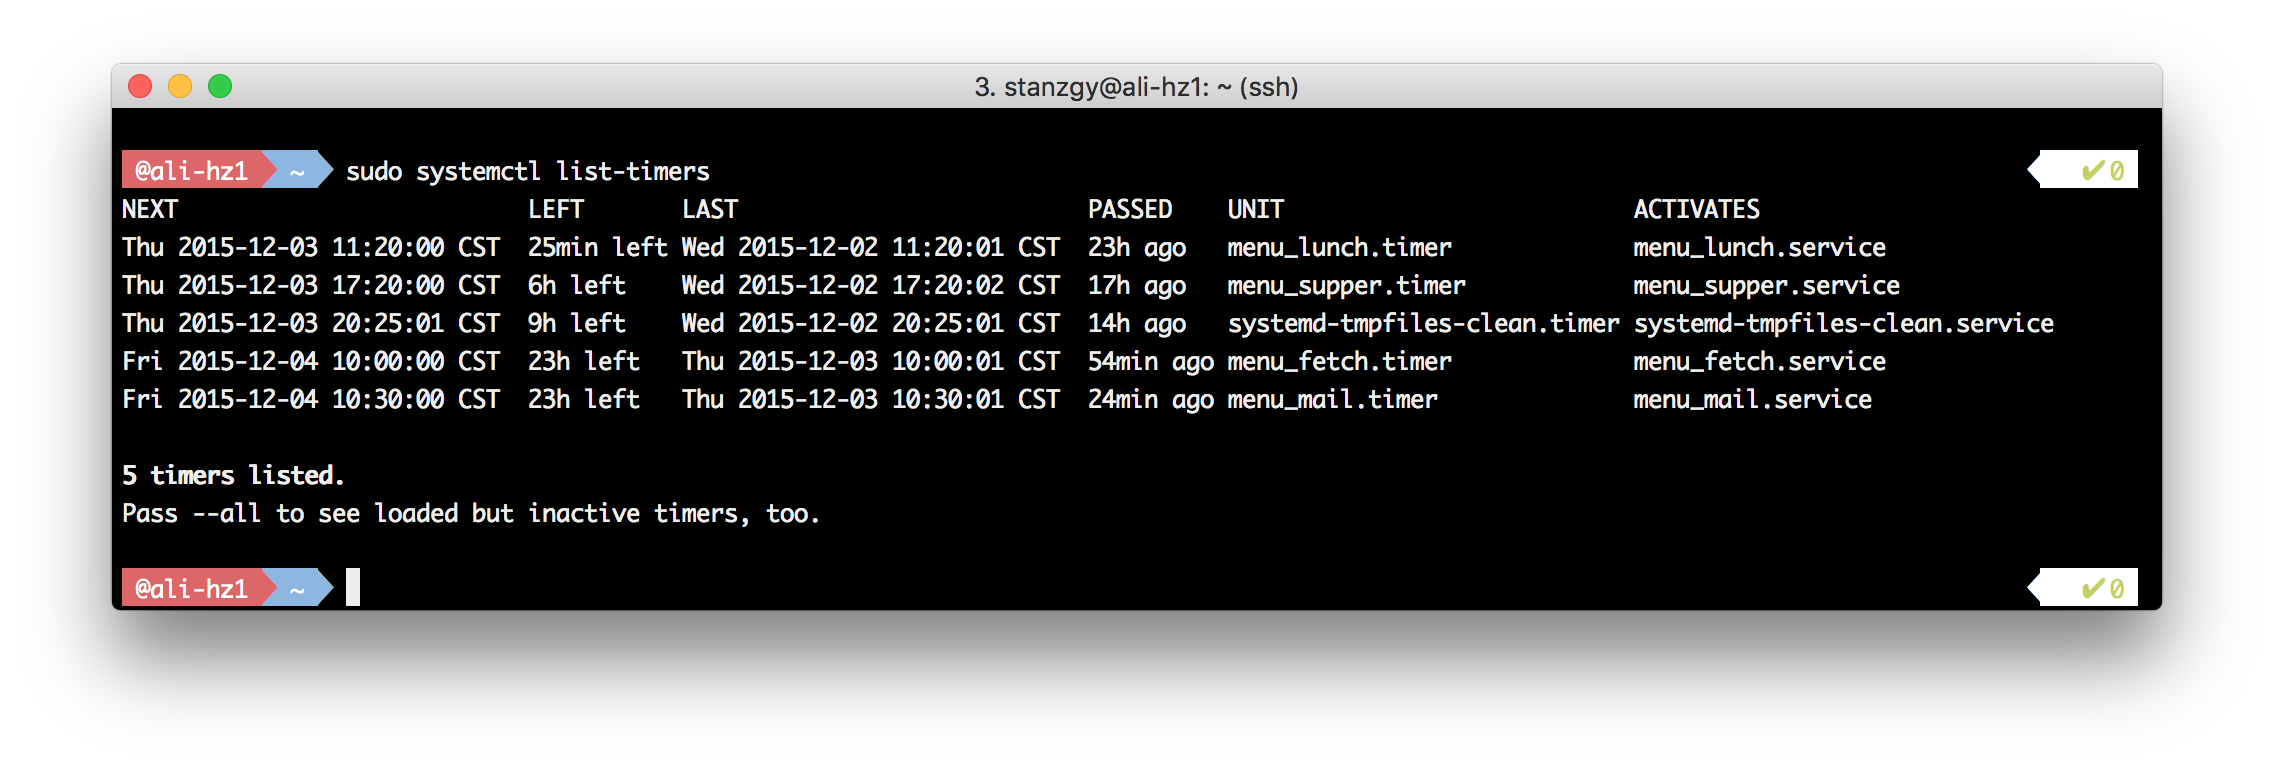 3. stanzgy@ali-hz1: ~ (ssh)
@ali-hz1 ~ sudo systemctl list-timers ✔0
NEXT LEFT LAST PASSED UNIT ACTIVATES
Thu 2015-12-03 11:20:00 CST 25min left Wed 2015-12-02 11:20:01 CST 23h ago menu_lunch.timer menu_lunch.service
Thu 2015-12-03 17:20:00 CST 6h left Wed 2015-12-02 17:20:02 CST 17h ago menu_supper.timer menu_supper.service
Thu 2015-12-03 20:25:01 CST 9h left Wed 2015-12-02 20:25:01 CST 14h ago systemd-tmpfiles-clean.timer systemd-tmpfiles-clean.service
Fri 2015-12-04 10:00:00 CST 23h left Thu 2015-12-03 10:00:01 CST 54min ago menu_fetch.timer menu_fetch.service
Fri 2015-12-04 10:30:00 CST 23h left Thu 2015-12-03 10:30:01 CST 24min ago menu_mail.timer menu_mail.service
5 timers listed.
Pass --all to see loaded but inactive timers, too.
@ali-hz1 ~ ✔0